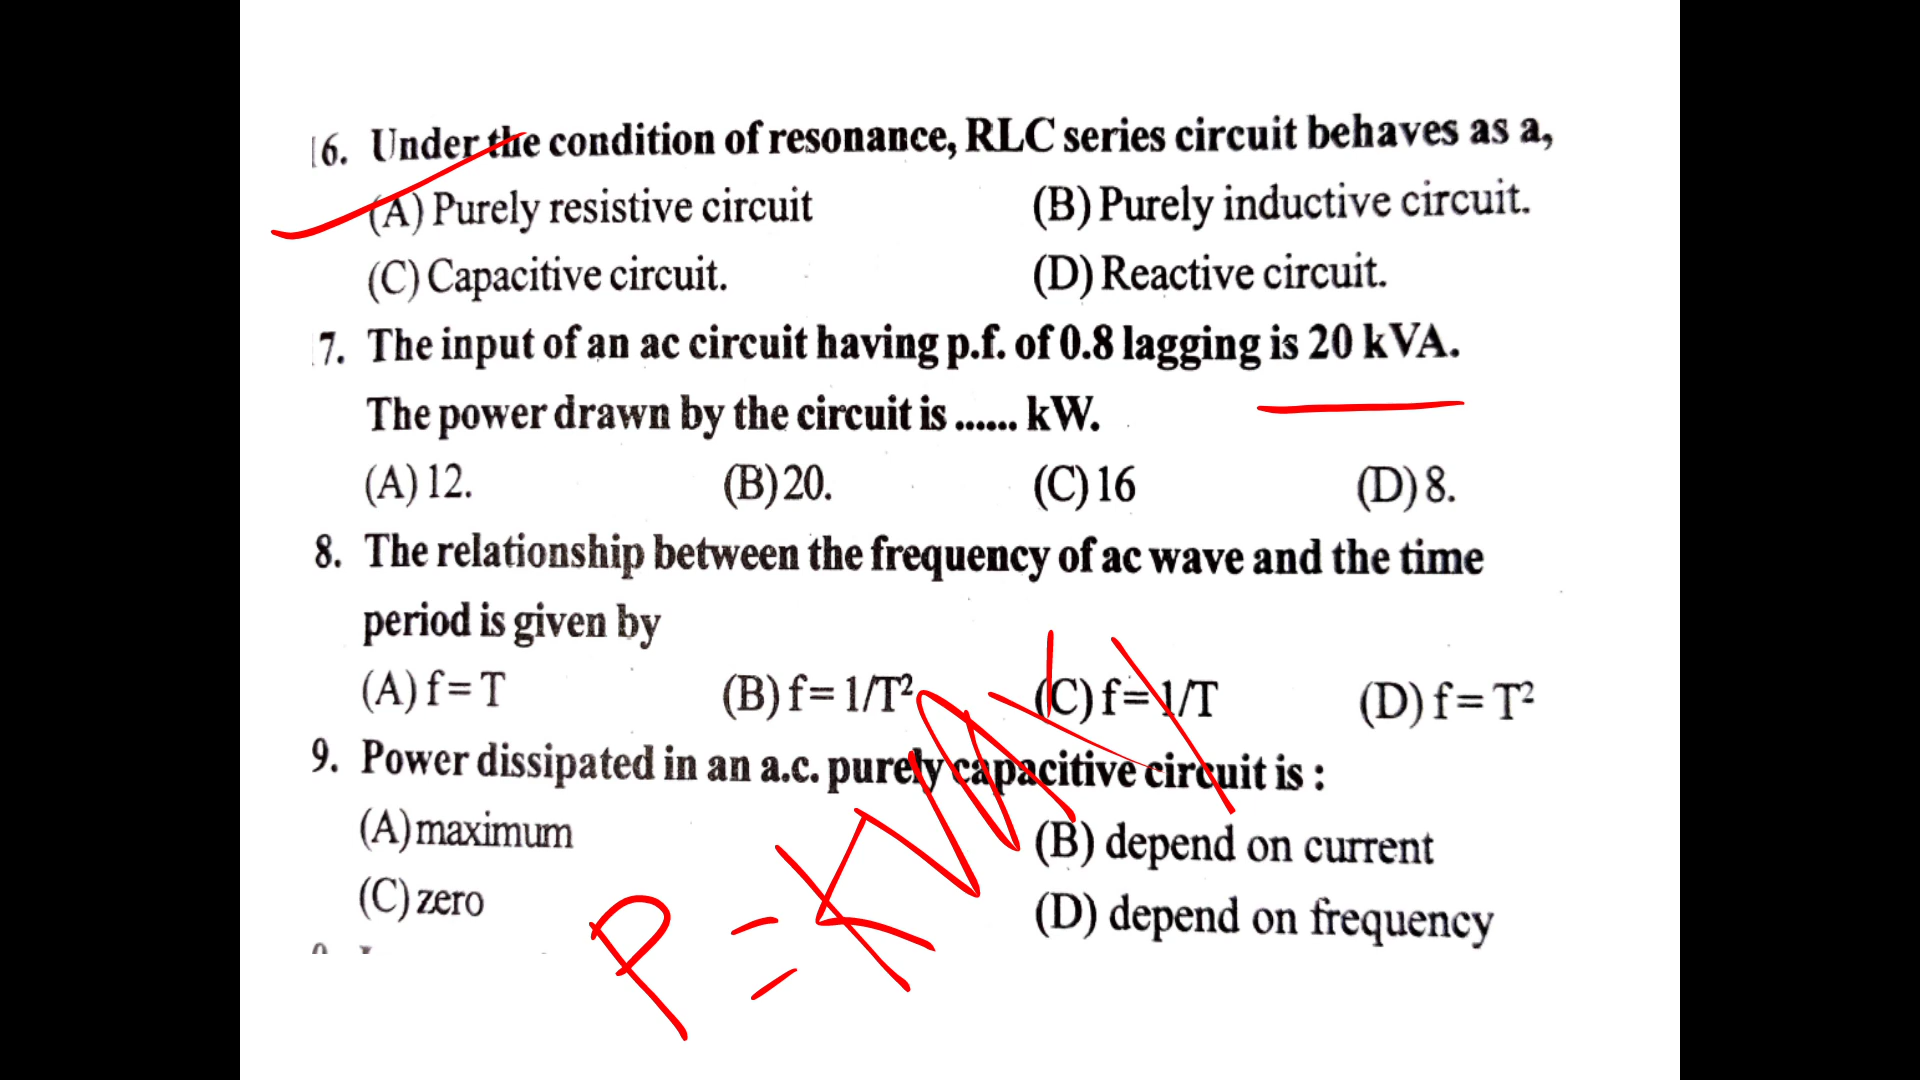 16. Under the condition of resonance, RLC series circuit behaves as a,
(A) Purely resistive circuit (B) Purely inductive circuit.
(C) Capacitive circuit. (D) Reactive circuit.
17. The input of an ac circuit having p.f. of 0.8 lagging is 20 kVA.
The power drawn by the circuit is ...... kW.
(A) 12. (B) 20. (C) 16 (D) 8.
8. The relationship between the frequency of ac wave and the time
period is given by
(A) f = T (B) f = 1/T² (C) f = 1/T (D) f = T²
9. Power dissipated in an a.c. purely capacitive circuit is :
(A) maximum (B) depend on current
(C) zero (D) depend on frequency
P = KVA